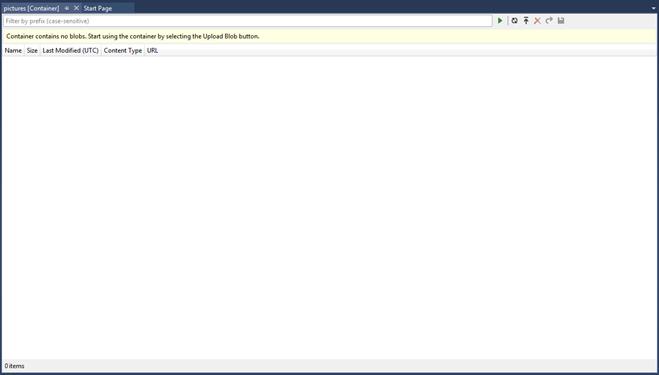 pictures [Container] Start Page
Filter by prefix (case-sensitive)
Container contains no blobs. Start using the container by selecting the Upload Blob button.
Name Size Last Modified (UTC) Content Type URL
0 items